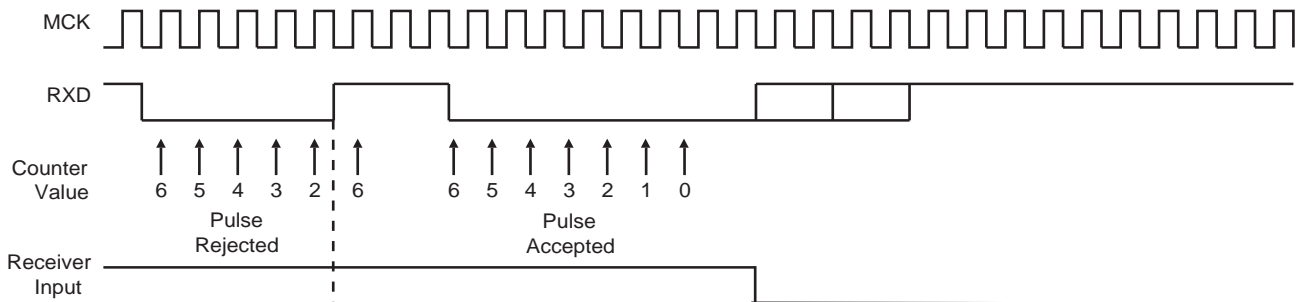 MCK
RXD
Counter
Value
6 5 4 3 2 6 6 5 4 3 2 1 0
Pulse
Rejected
Pulse
Accepted
Receiver
Input